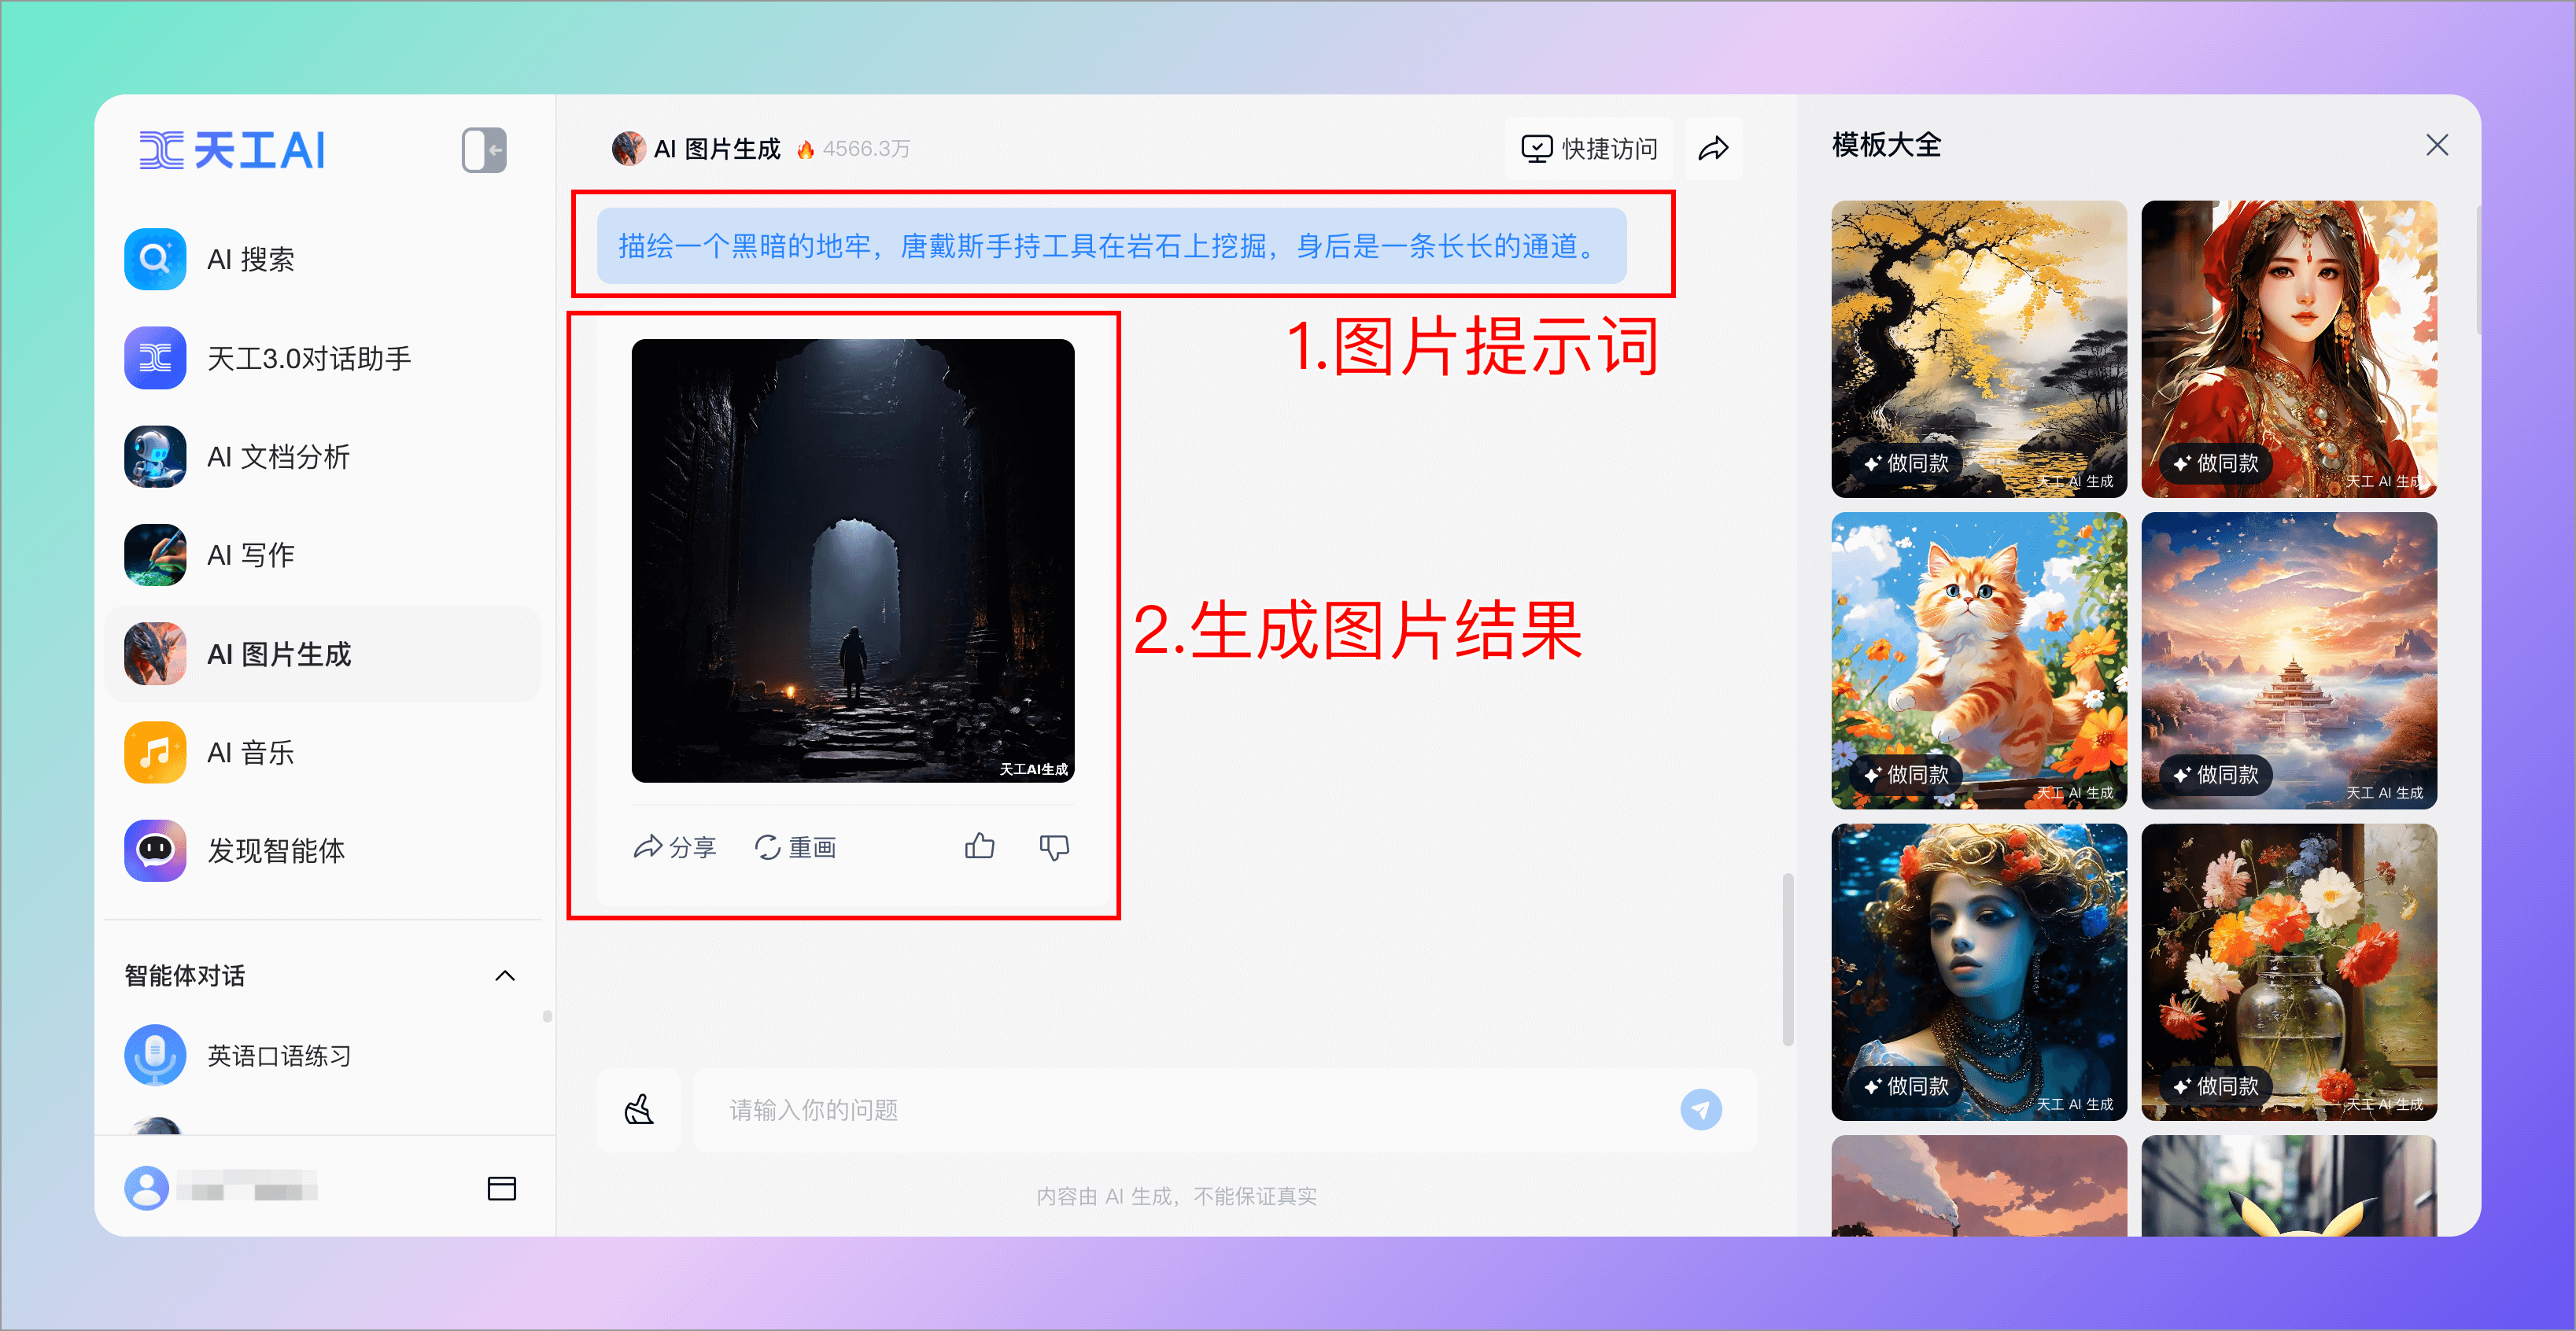 天工AI
AI 搜索
天工3.0对话助手
AI 文档分析
AI 写作
AI 图片生成
AI 音乐
发现智能体
智能体对话
英语口语练习
AI 图片生成 4566.3万
快捷访问
描绘一个黑暗的地牢，唐戴斯手持工具在岩石上挖掘，身后是一条长长的通道。
1.图片提示词
天工AI生成
2.生成图片结果
分享 重画
请输入你的问题
内容由 AI 生成，不能保证真实
模板大全
做同款
天工 AI 生成
做同款
天工 AI 生成
做同款
天工 AI 生成
做同款
天工 AI 生成
做同款
天工 AI 生成
做同款
天工 AI 生成